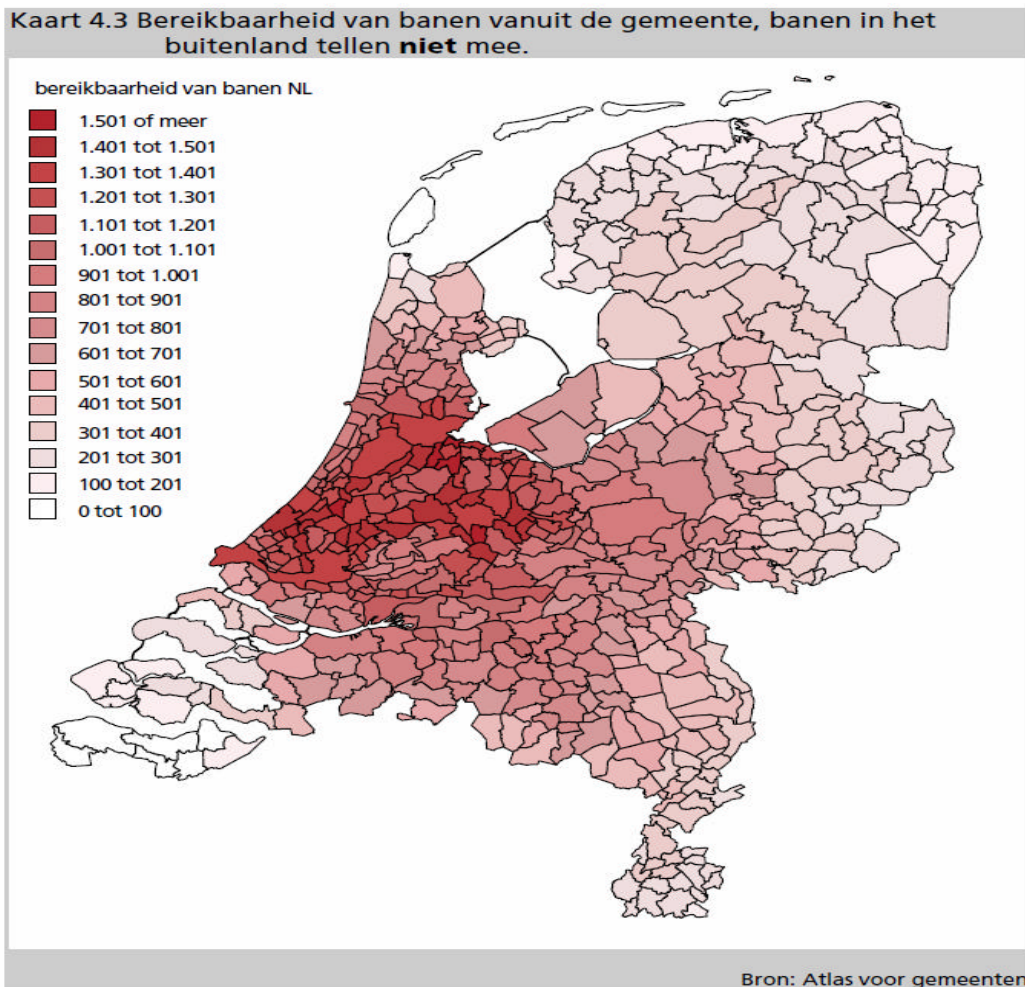 Kaart 4.3 Bereikbaarheid van banen vanuit de gemeente, banen in het
buitenland tellen niet mee.
bereikbaarheid van banen NL
1.501 of meer
1.401 tot 1.501
1.301 tot 1.401
1.201 tot 1.301
1.101 tot 1.201
1.001 tot 1.101
901 tot 1.001
801 tot 901
701 tot 801
601 tot 701
501 tot 601
401 tot 501
301 tot 401
201 tot 301
100 tot 201
0 tot 100
Bron: Atlas voor gemeenten